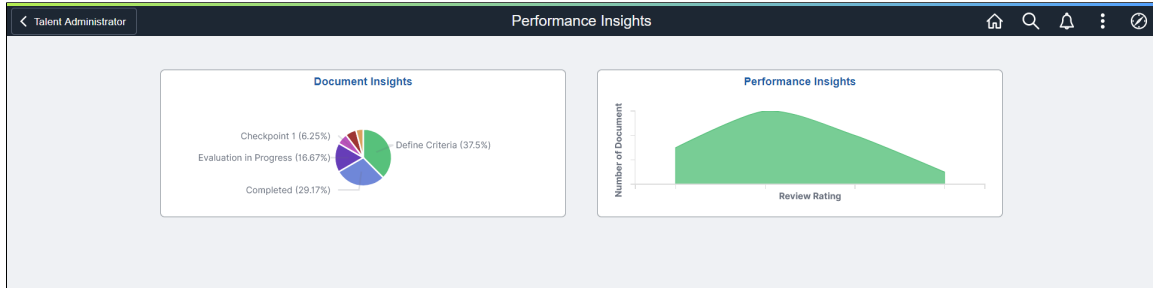 Talent Administrator
Performance Insights
Document Insights
Checkpoint 1 (6.25%)
Define Criteria (37.5%)
Evaluation in Progress (16.67%)
Completed (29.17%)
Performance Insights
Number of Document
Review Rating